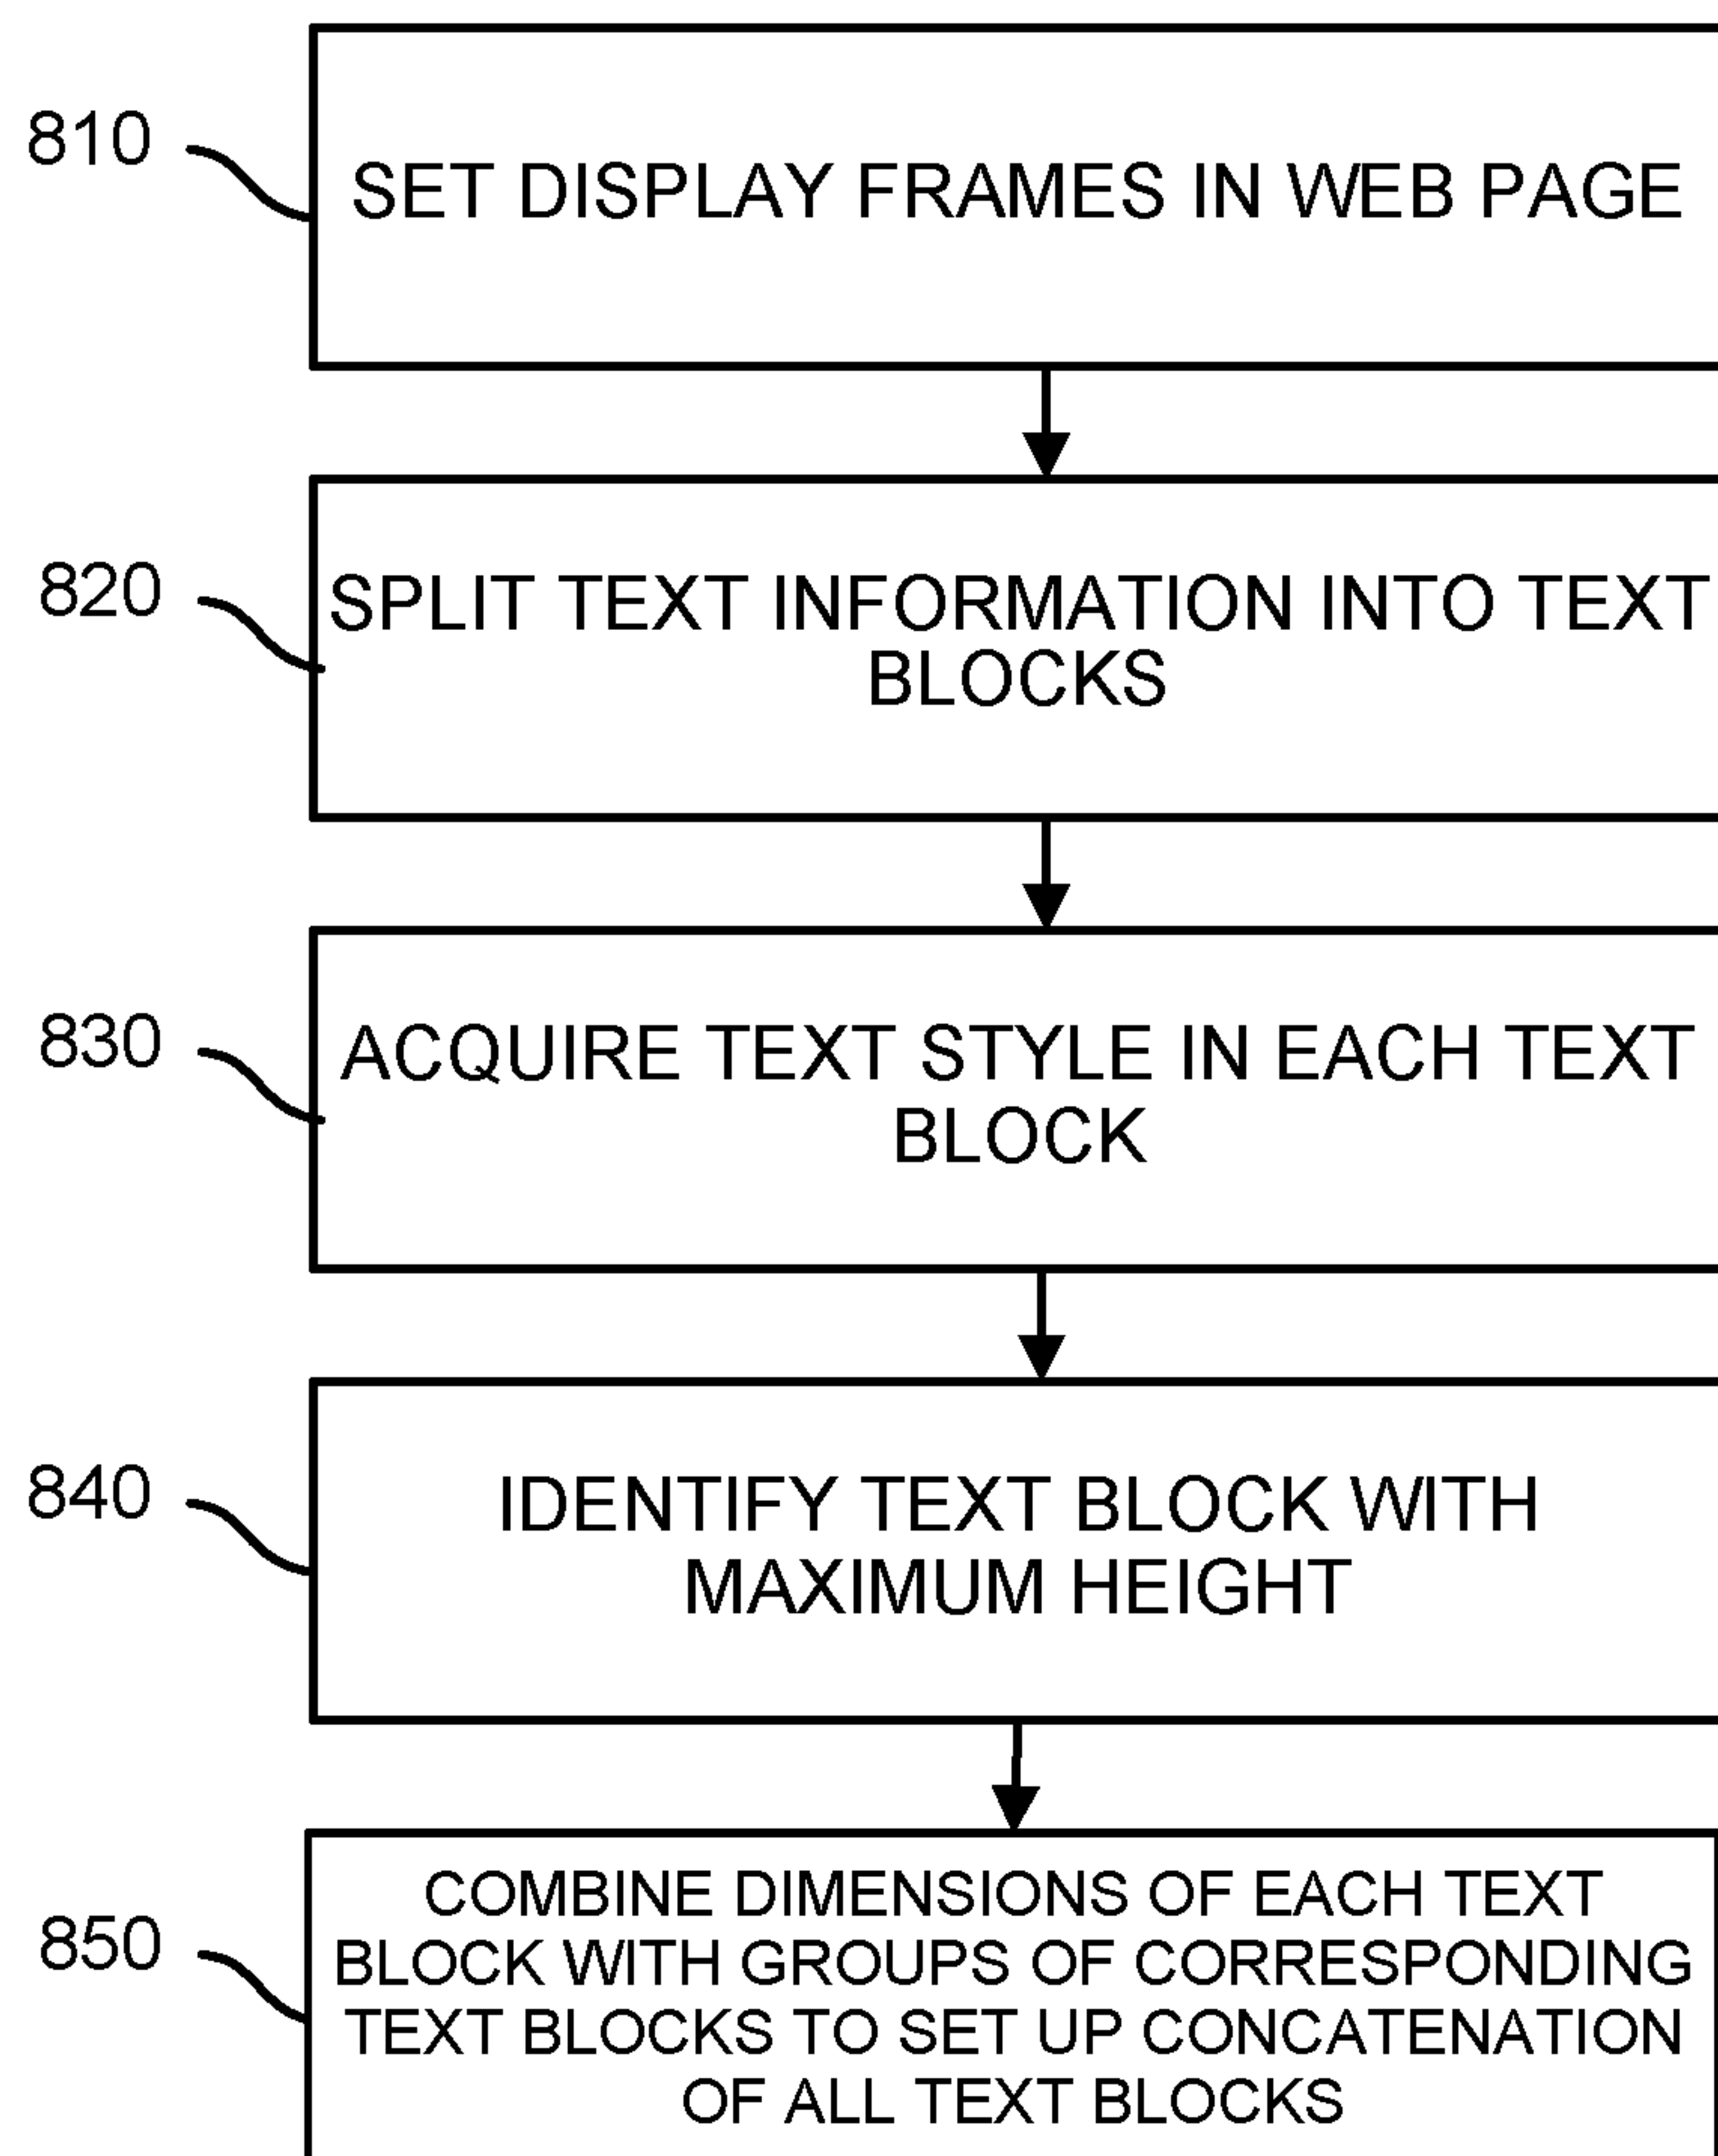 810
SET DISPLAY FRAMES IN WEB PAGE
820
SPLIT TEXT INFORMATION INTO TEXT
BLOCKS
830
ACQUIRE TEXT STYLE IN EACH TEXT
BLOCK
840
IDENTIFY TEXT BLOCK WITH
MAXIMUM HEIGHT
850
COMBINE DIMENSIONS OF EACH TEXT
BLOCK WITH GROUPS OF CORRESPONDING
TEXT BLOCKS TO SET UP CONCATENATION
OF ALL TEXT BLOCKS